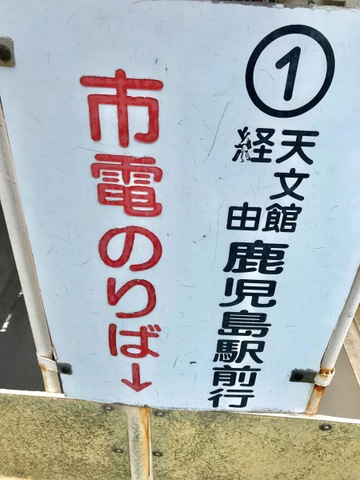 ①
天文館
経由
鹿児島駅前行
市電のりば↓